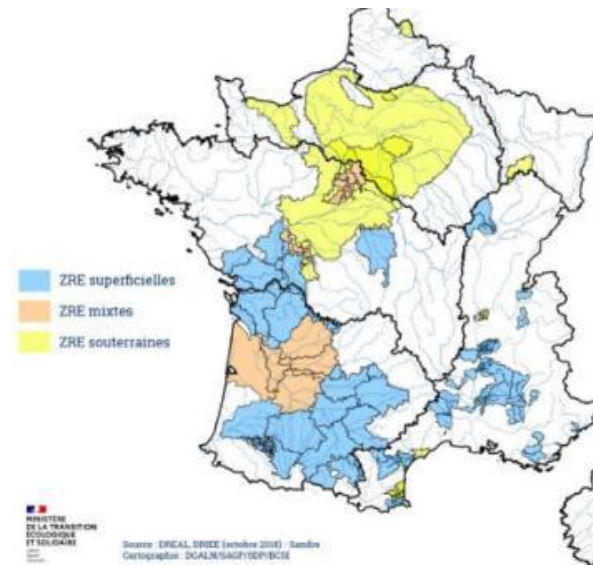 ZRE superficielles
ZRE mixtes
ZRE souterraines
MINISTÈRE
DE LA TRANSITION
ÉCOLOGIQUE
ET SOLIDAIRE
Source : DREAL, DRIEE (octobre 2018) - Sandre
Cartographie : DGALN/SAGP/SDP/BCSI